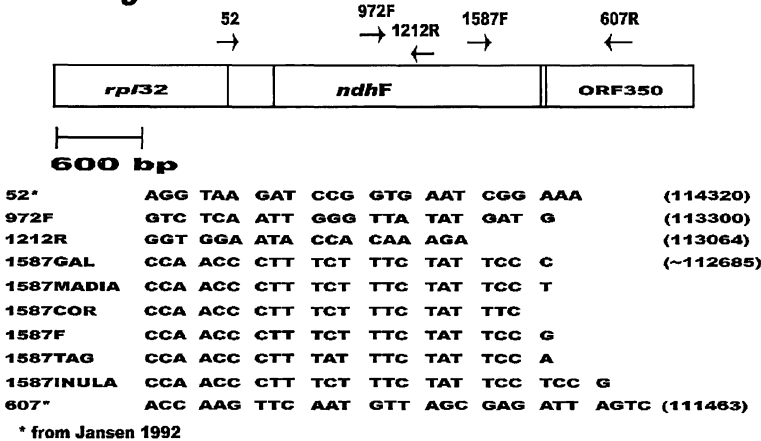 52 972F 1212R 1587F 607R
rpl32 ndhF ORF350
600 bp
52* AGG TAA GAT CCG GTG AAT CGG AAA (114320)
972F GTC TCA ATT GGG TTA TAT GAT G (113300)
1212R GGT GGA ATA CCA CAA AGA (113064)
1587GAL CCA ACC CTT TCT TTC TAT TCC C (~112685)
1587MADIA CCA ACC CTT TCT TTC TAT TCC T
1587COR CCA ACC CTT TCT TTC TAT TTC
1587F CCA ACC CTT TCT TTC TAT TCC G
1587TAG CCA ACC CTT TAT TTC TAT TCC A
1587INULA CCA ACC CTT TCT TTC TAT TCC TCC G
607* ACC AAG TTC AAT GTT AGC GAG ATT AGTC (111463)
* from Jansen 1992